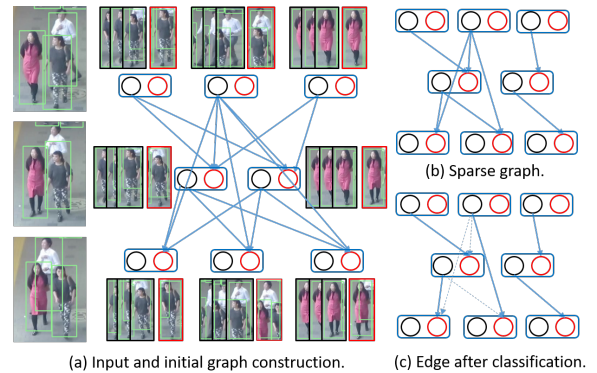 (b) Sparse graph.
(a) Input and initial graph construction.
(c) Edge after classification.